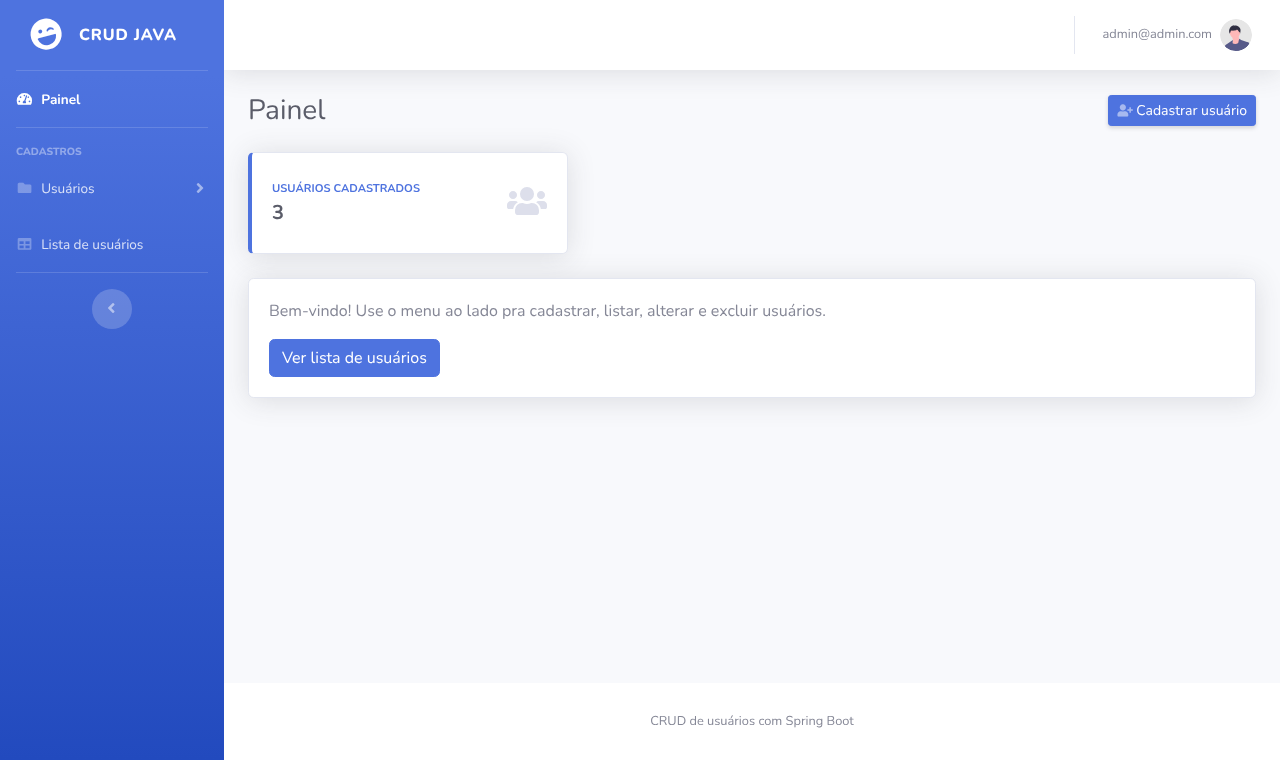 CRUD JAVA
Painel
CADASTROS
Usuários
Lista de usuários
admin@admin.com
Painel
Cadastrar usuário
USUÁRIOS CADASTRADOS
3
Bem-vindo! Use o menu ao lado pra cadastrar, listar, alterar e excluir usuários.
Ver lista de usuários
CRUD de usuários com Spring Boot